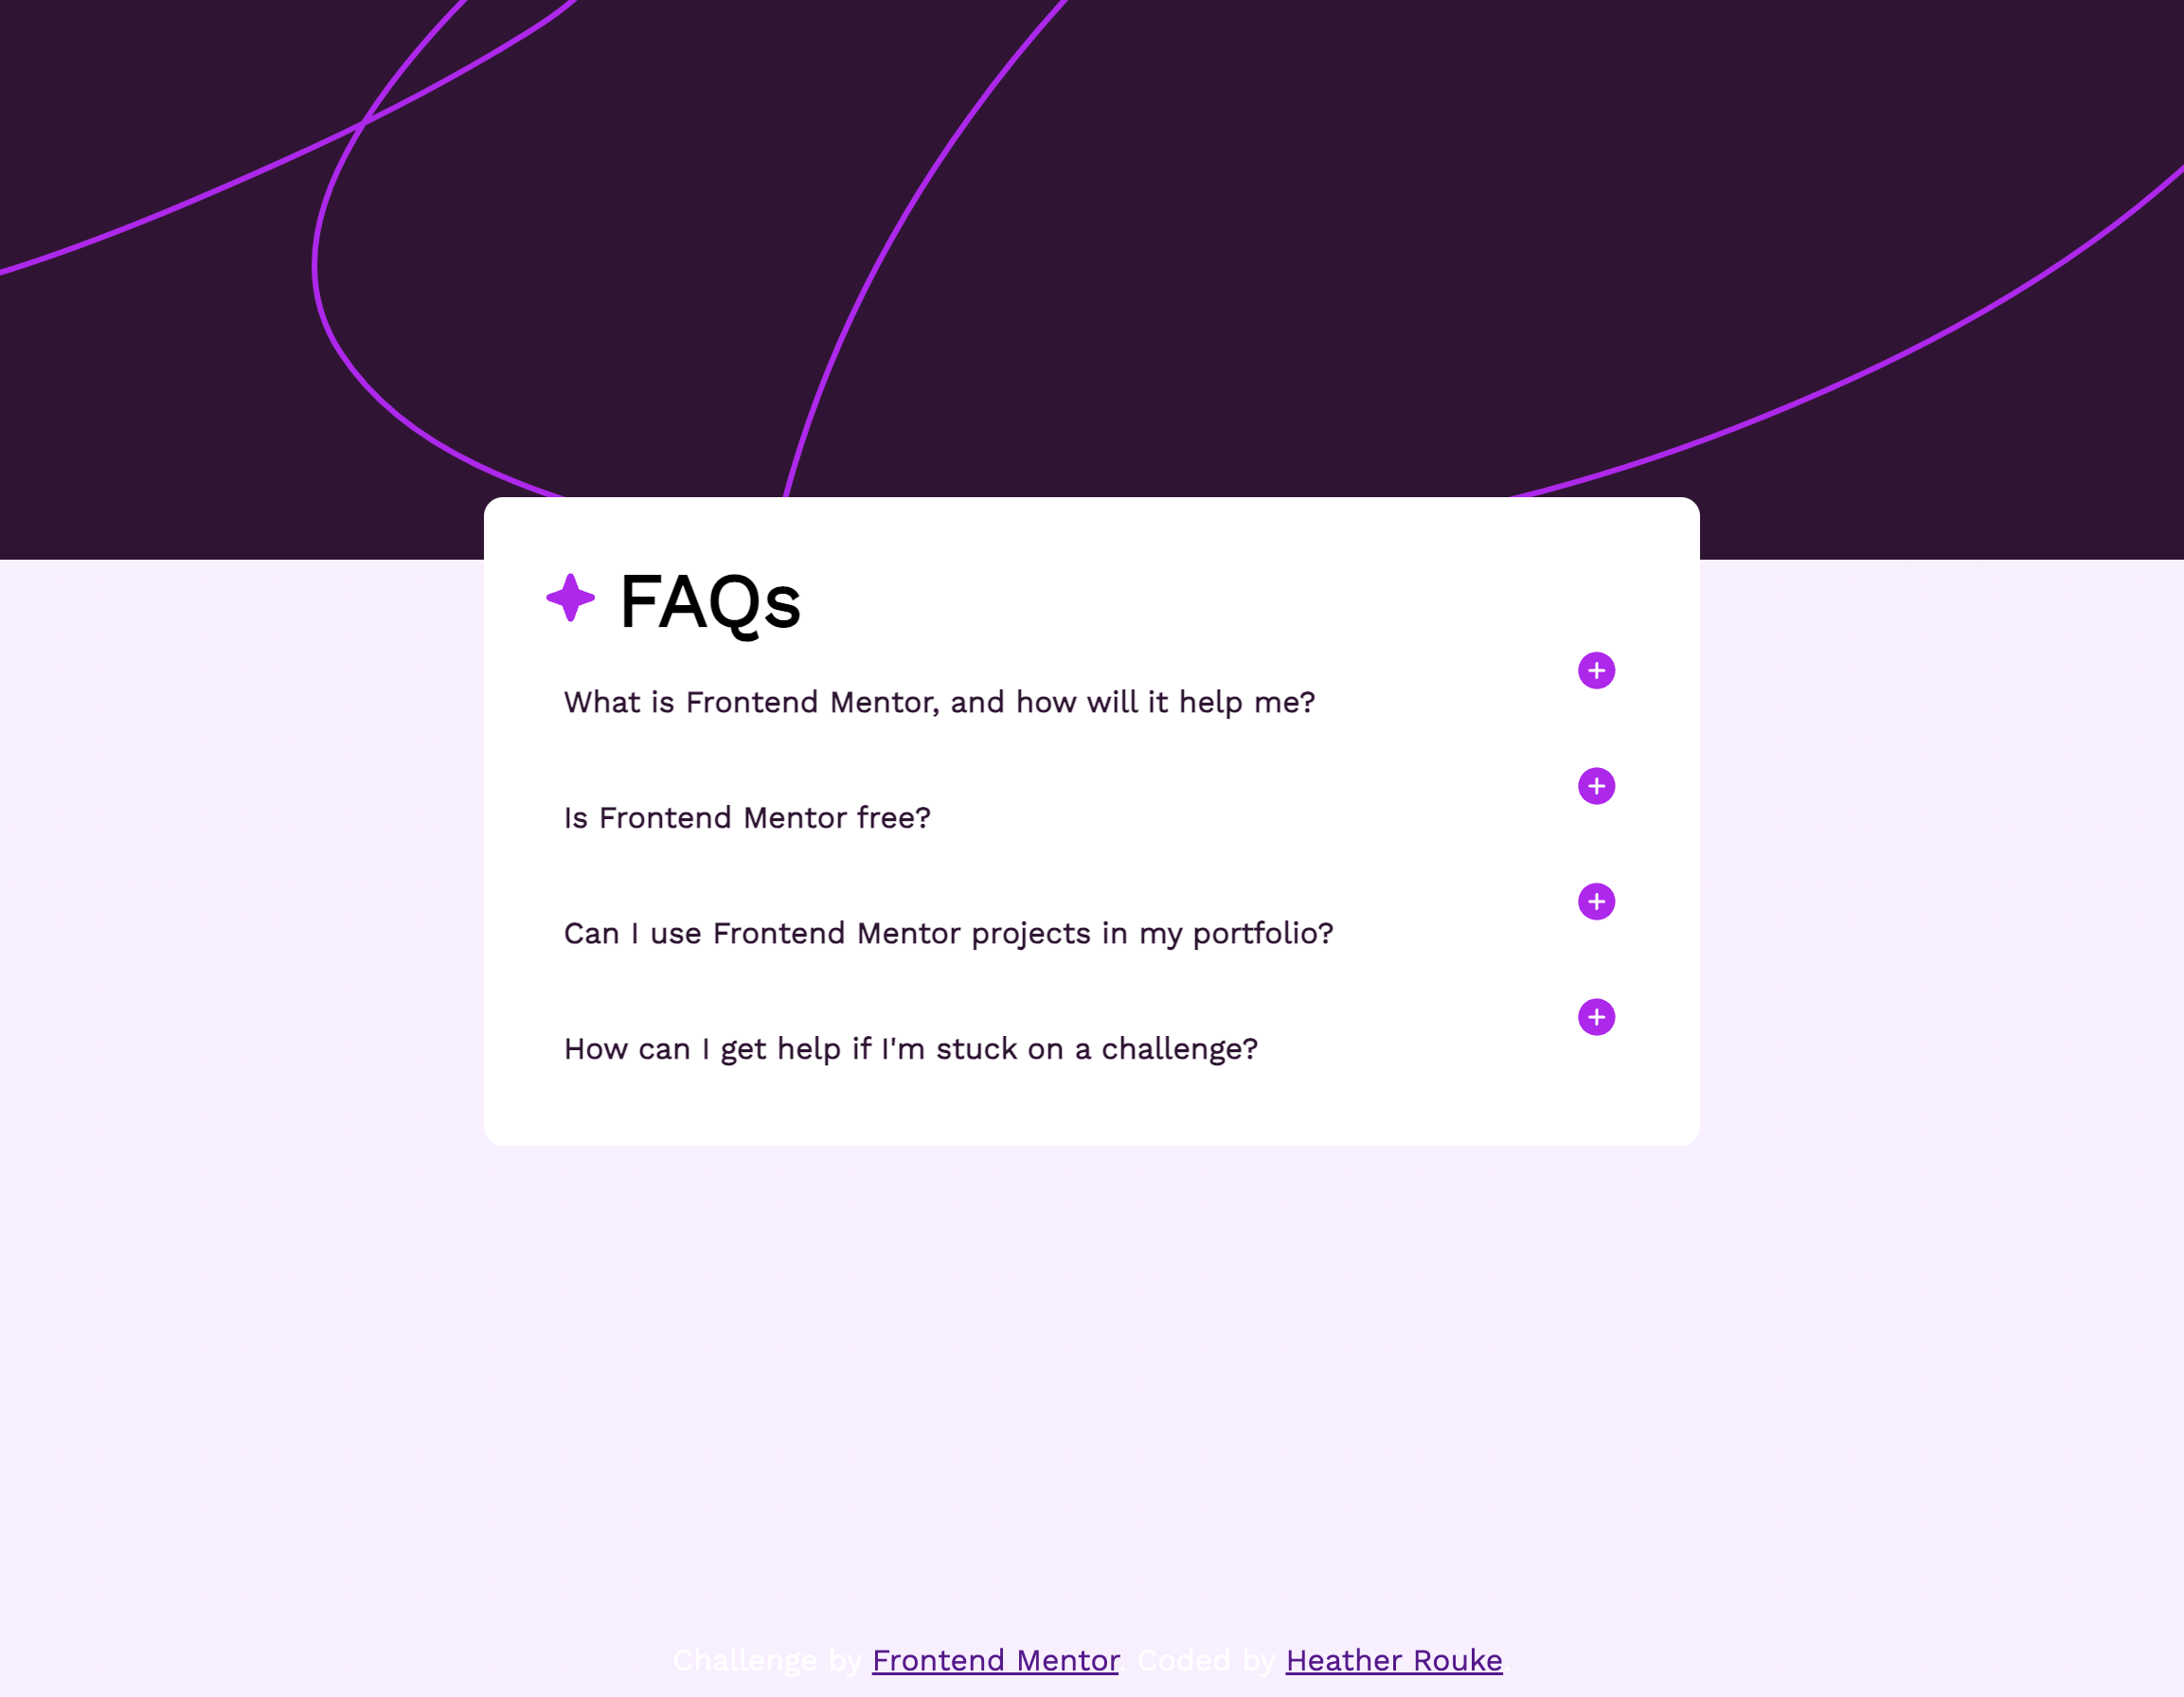 FAQs
What is Frontend Mentor, and how will it help me?
Is Frontend Mentor free?
Can I use Frontend Mentor projects in my portfolio?
How can I get help if I'm stuck on a challenge?
Challenge by Frontend Mentor. Coded by Heather Rouke